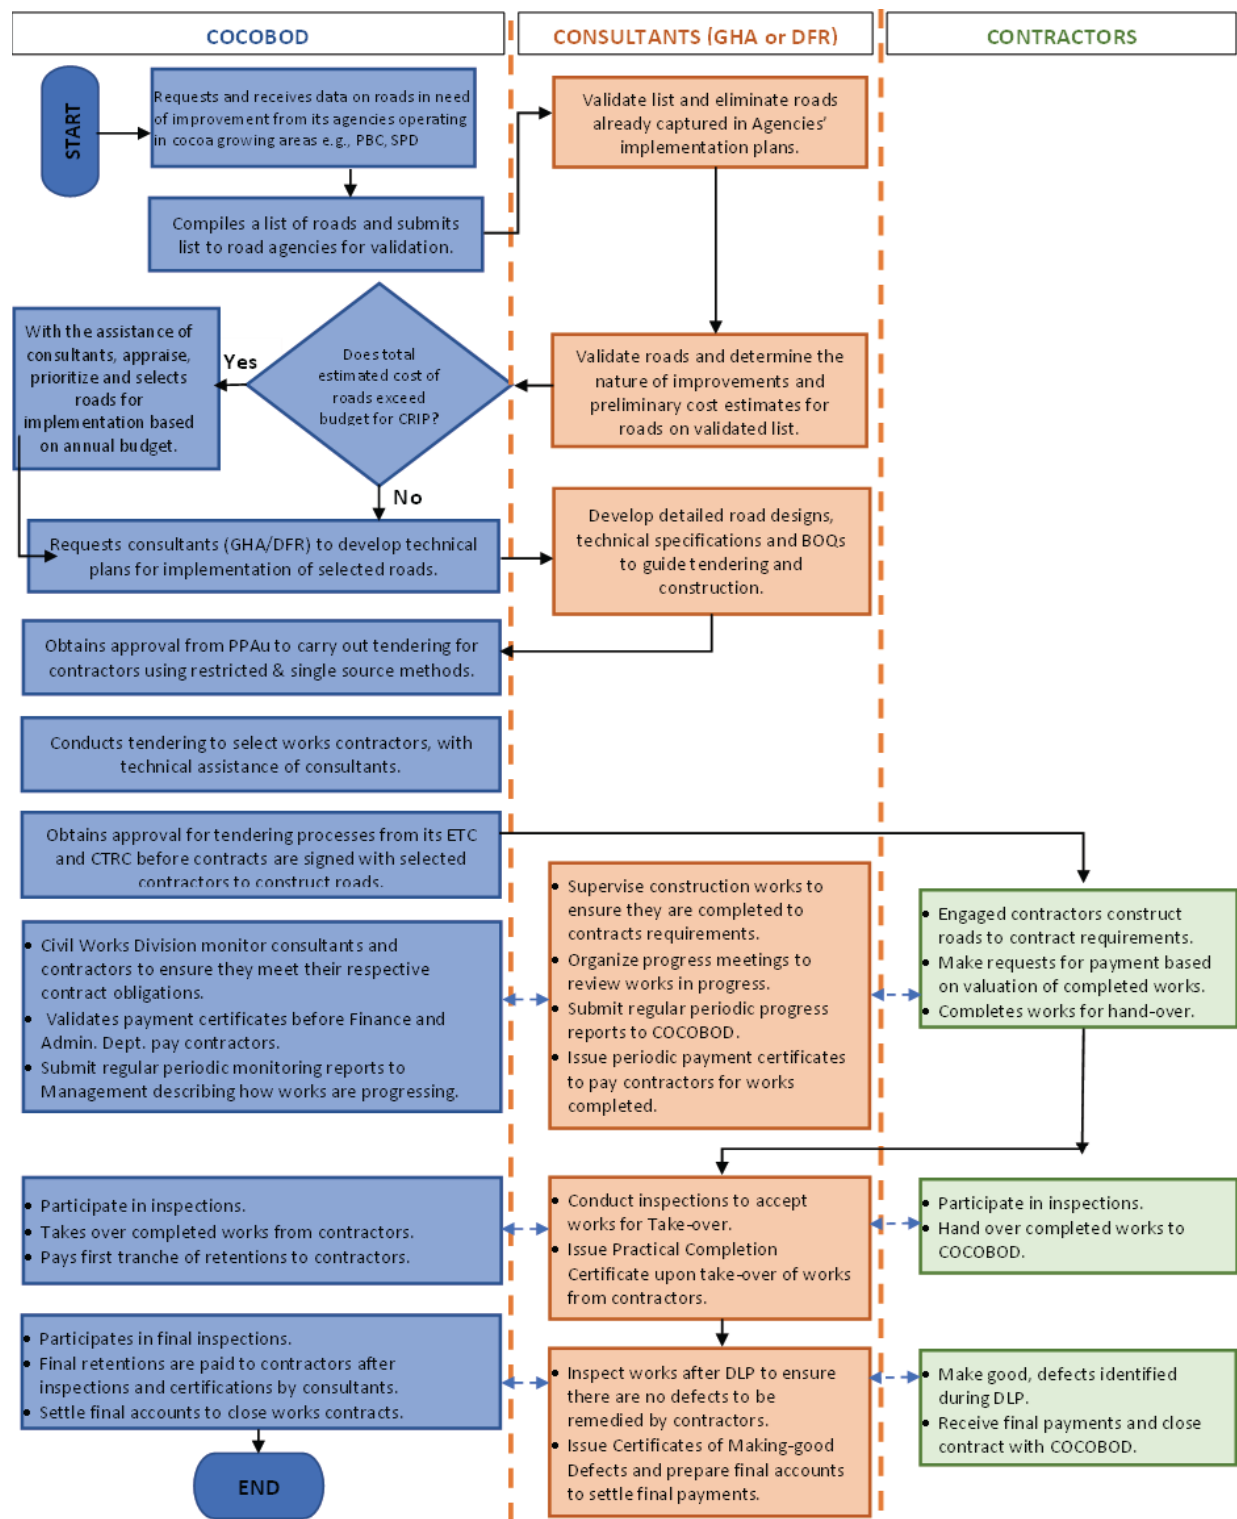 COCOBOD
CONSULTANTS (GHA or DFR)
CONTRACTORS
START
Requests and receives data on roads in need
of improvement from its agencies operating
in cocoa growing areas e.g., PBC, SPD
Compiles a list of roads and submits
list to road agencies for validation.
Validate list and eliminate roads
already captured in Agencies'
implementation plans.
With the assistance of
consultants, appraise,
prioritize and selects
roads for
implementation based
on annual budget.
Yes
Does total
estimated cost of
roads exceed
budget for CRIP?
No
Validate roads and determine the
nature of improvements and
preliminary cost estimates for
roads on validated list.
Requests consultants (GHA/DFR) to develop technical
plans for implementation of selected roads.
Develop detailed road designs,
technical specifications and BOQs
to guide tendering and
construction.
Obtains approval from PPAu to carry out tendering for
contractors using restricted & single source methods.
Conducts tendering to select works contractors, with
technical assistance of consultants.
Obtains approval for tendering processes from its ETC
and CTRC before contracts are signed with selected
contractors to construct roads.
• Civil Works Division monitor consultants and
contractors to ensure they meet their respective
contract obligations.
• Validates payment certificates before Finance and
Admin. Dept. pay contractors.
• Submit regular periodic monitoring reports to
Management describing how works are progressing.
• Supervise construction works to
ensure they are completed to
contracts requirements.
• Organize progress meetings to
review works in progress.
• Submit regular periodic progress
reports to COCOBOD.
• Issue periodic payment certificates
to pay contractors for works
completed.
• Engaged contractors construct
roads to contract requirements.
• Make requests for payment based
on valuation of completed works.
• Completes works for hand-over.
• Participate in inspections.
• Takes over completed works from contractors.
• Pays first tranche of retentions to contractors.
• Conduct inspections to accept
works for Take-over.
• Issue Practical Completion
Certificate upon take-over of works
from contractors.
• Participate in inspections.
• Hand over completed works to
COCOBOD.
• Participates in final inspections.
• Final retentions are paid to contractors after
inspections and certifications by consultants.
• Settle final accounts to close works contracts.
• Inspect works after DLP to ensure
there are no defects to be
remedied by contractors.
• Issue Certificates of Making-good
Defects and prepare final accounts
to settle final payments.
• Make good, defects identified
during DLP.
• Receive final payments and close
contract with COCOBOD.
END